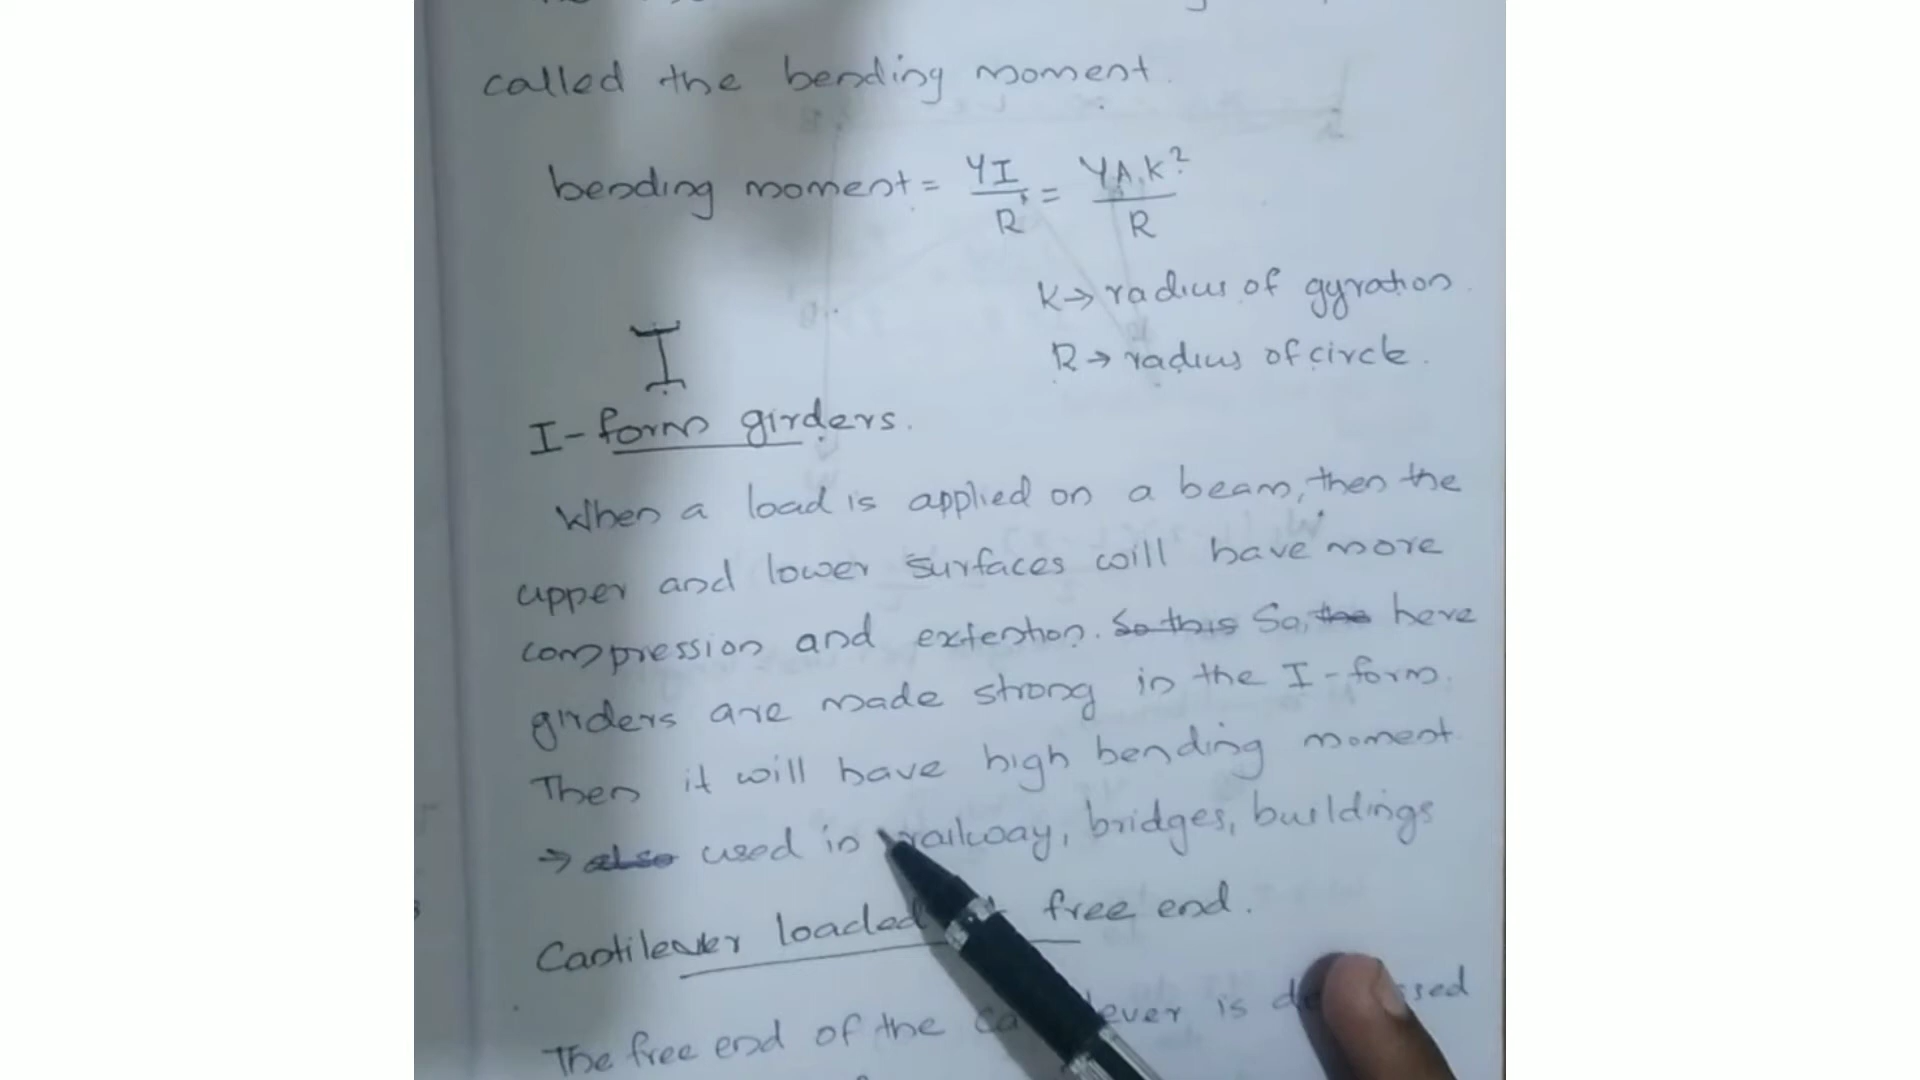 called the bending moment.
bending moment = YI/R = YA.K²/R
K → radius of gyration.
R → radius of circle.
I
I-form girders.
When a load is applied on a beam, then the
upper and lower surfaces will have more
compression and extention. So this So, the here
girders are made strong in the I-form.
Then it will have high bending moment.
→ also used in railway, bridges, buildings
Cantilever loaded free end.
The free end of the is